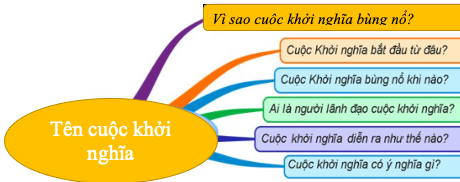 Vì sao cuôc khởi nghĩa bùng nổ?
Cuộc Khởi nghĩa bắt đầu từ đâu?
Cuộc Khởi nghĩa bùng nổ khi nào?
Ai là người lãnh đạo cuộc khởi nghĩa?
Cuộc khởi nghĩa diễn ra như thế nào?
Cuộc khởi nghĩa có ý nghĩa gì?
Tên cuộc khởi
nghĩa